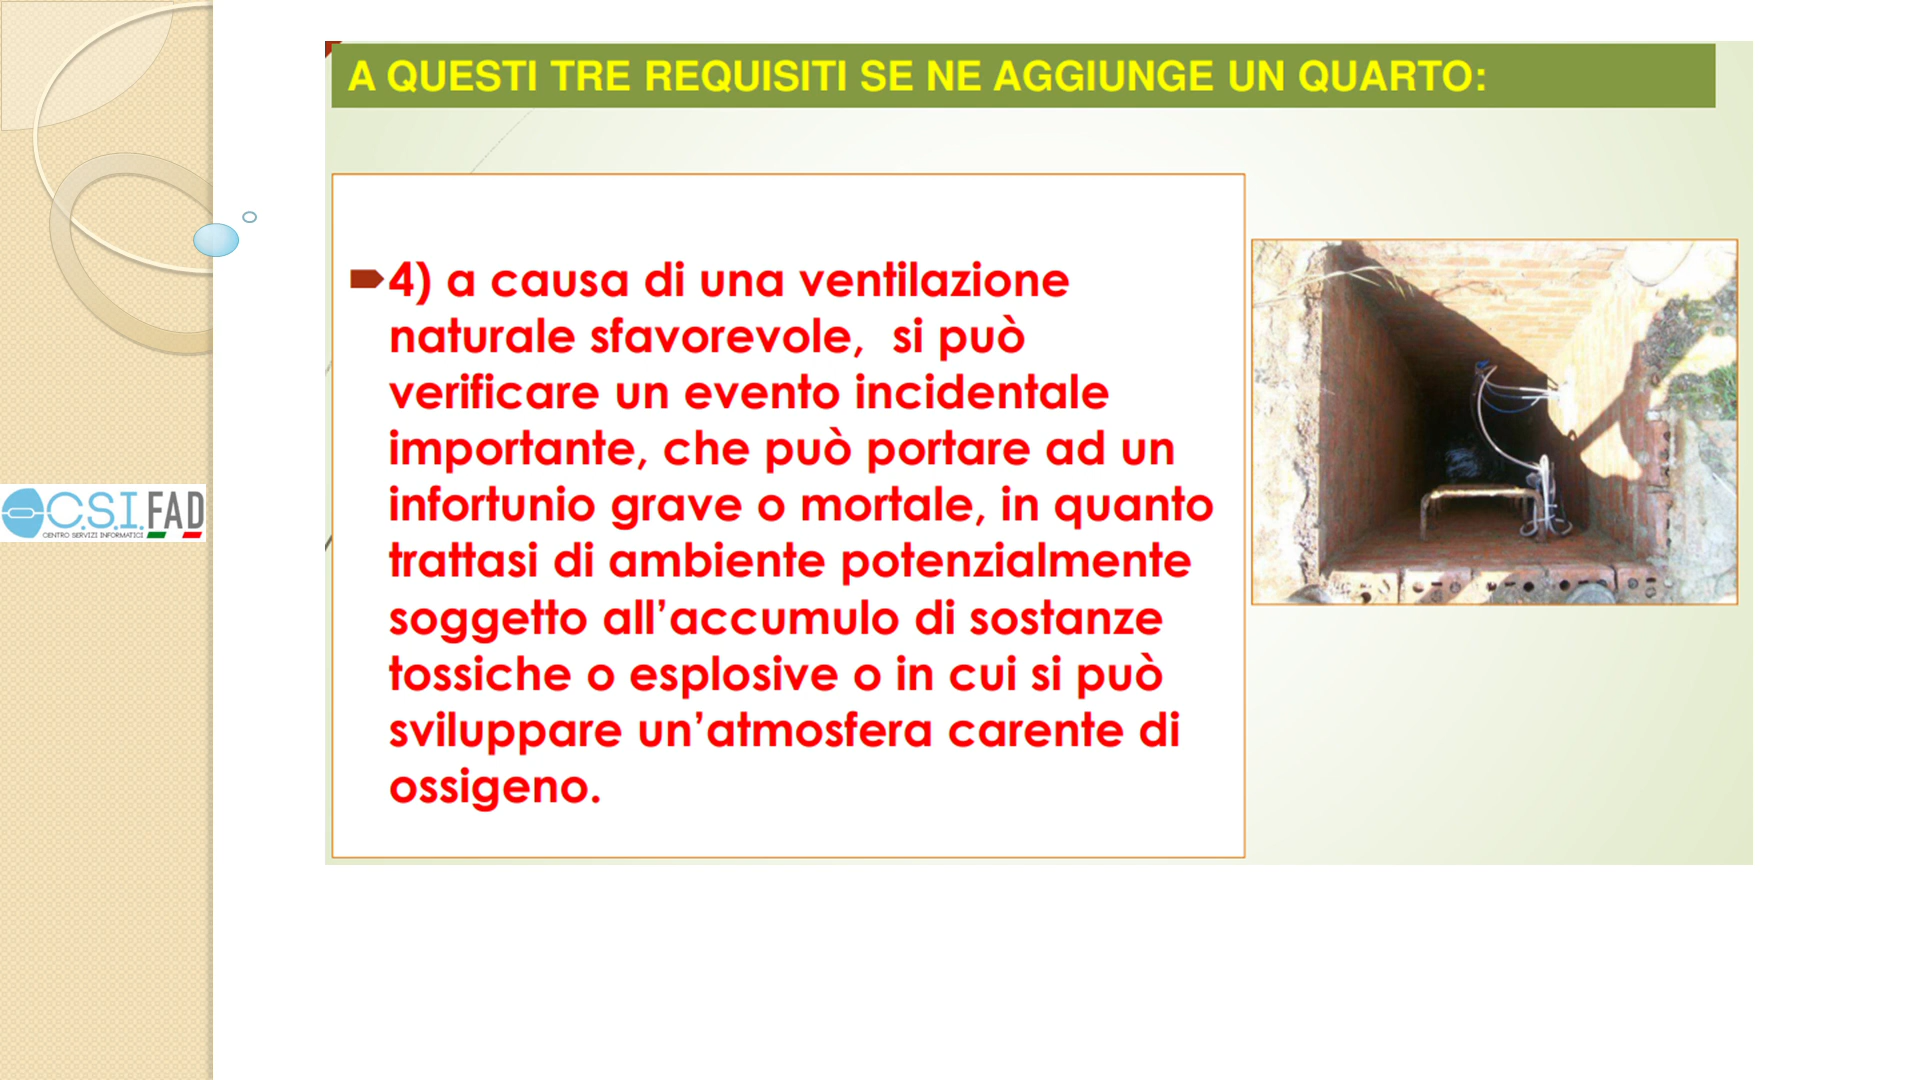 A QUESTI TRE REQUISITI SE NE AGGIUNGE UN QUARTO:
4) a causa di una ventilazione
naturale sfavorevole,  si può
verificare un evento incidentale
importante, che può portare ad un
infortunio grave o mortale, in quanto
trattasi di ambiente potenzialmente
soggetto all’accumulo di sostanze
tossiche o esplosive o in cui si può
sviluppare un’atmosfera carente di
ossigeno.
C.S.I. FAD
CENTRO SERVIZI INFORMATICI